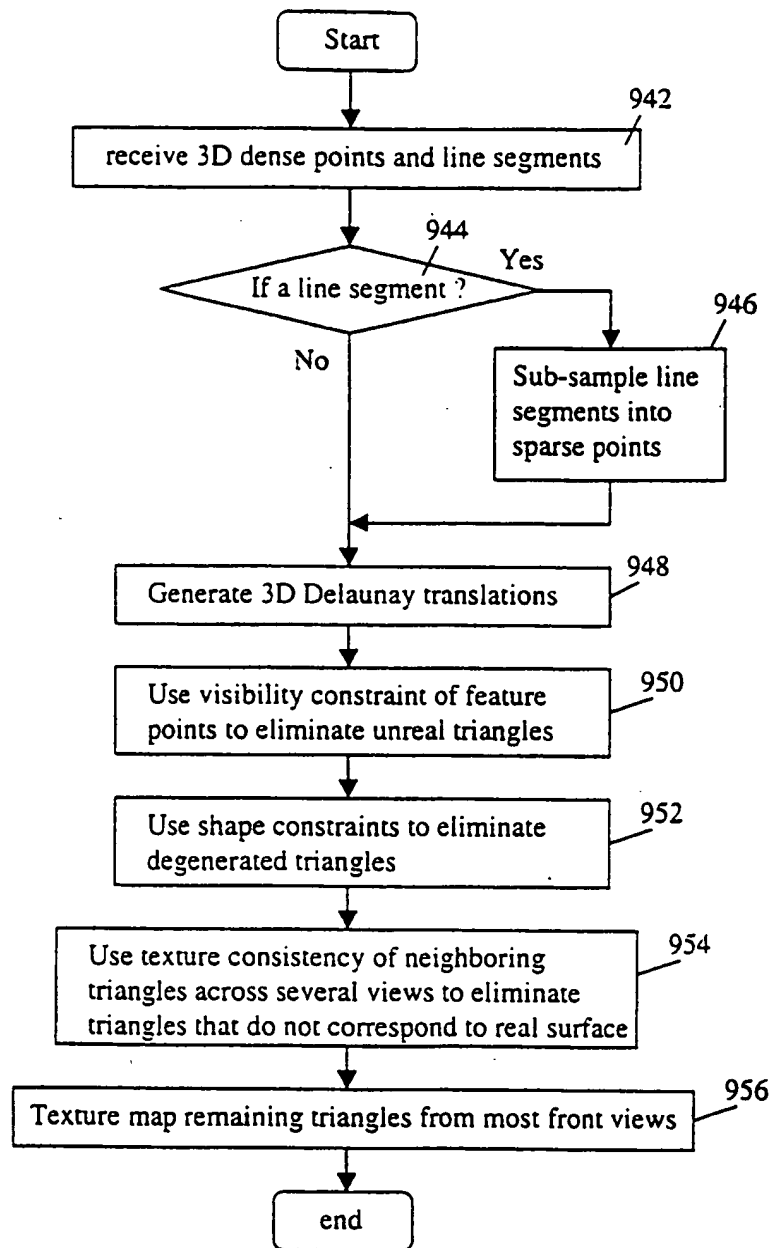 Start
942
receive 3D dense points and line segments
944
If a line segment ?
Yes
No
946
Sub-sample line
segments into
sparse points
948
Generate 3D Delaunay translations
950
Use visibility constraint of feature
points to eliminate unreal triangles
952
Use shape constraints to eliminate
degenerated triangles
954
Use texture consistency of neighboring
triangles across several views to eliminate
triangles that do not correspond to real surface
956
Texture map remaining triangles from most front views
end